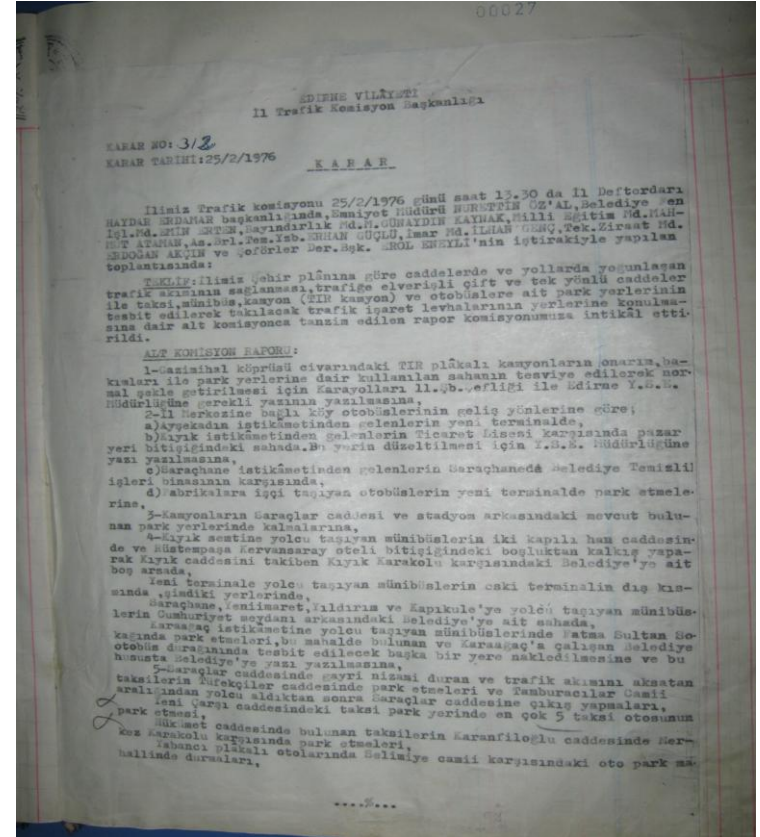 00027
EDİRNE VİLÂYETİ
İl Trafik Komisyon Başkanlığı
KARAR NO: 3/2
KARAR TARİHİ:25/2/1976
K A R A R
İlimiz Trafik komisyonu 25/2/1976 günü saat 13.30 da İl Defterdarı
HAYDAR ERDAMAR başkanlığında,Emniyet Müdürü NURETTİN ÖZ'AL,Belediye Fen
İşl.Md.EMİN ERTEN,Bayındırlık Md.M.GÜNAYDIN KAYNAK,Milli Eğitim Md.MAH-
MUT ATAMAN,As.Brl.Tem.Yzb.ERHAN GÜÇLÜ,İmar Md.İLHAN GENÇ,Tek.Ziraat Md.
ERDOĞAN AKÇIN ve Şoförler Der.Bşk. EROL ENEYLİ'nin iştirakiyle yapılan
toplantısında:
TEKLİF:İlimiz Şehir plânına göre caddelerde ve yollarda yoğunlaşan
trafik akımının sağlanması,trafiğe elverişli çift ve tek yönlü caddeler
ile taksi,münibüs,kamyon (TIR kamyon) ve otobüslere ait park yerlerinin
tesbit edilerek takılacak trafik işaret levhalarının yerlerine konulma-
sına dair alt komisyonca tanzim edilen rapor komisyonumuza intikâl etti-
rildi.
ALT KOMİSYON RAPORU:
1-Gazimihal köprüsü civarındaki TIR plâkalı kamyonların onarım,ba-
kımları ile park yerlerine dair kullanılan sahanın tesviye edilerek nor-
mal şekle getirilmesi için Karayolları 11.Şb.Şefliği ile Edirne Y.S.E.
Müdürlüğüne gerekli yazının yazılmasına,
2-İl Merkezine bağlı köy otobüslerinin geliş yönlerine göre;
a)Ayşekadın istikâmetinden gelenlerin yeni terminalde,
b)Kıyık istikâmetinden gelenlerin Ticaret Lisesi karşısında pazar
yeri bitişiğindeki sahada.Bu yerin düzeltilmesi için Y.S.E. Müdürlüğüne
yazı yazılmasına,
c)Saraçhane istikâmetinden gelenlerin Saraçhanede Belediye Temizli
işleri binasının karşısında,
d)Fabrikalara işçi taşıyan otobüslerin yeni terminalde park etmele-
rine,
3-Kamyonların Saraçlar caddesi ve stadyom arkasındaki mevcut bulu-
nan park yerlerinde kalmalarına,
4-Kıyık semtine yolcu taşıyan münibüslerin iki kapılı han caddesin-
de ve Rüstempaşa Kervansaray oteli bitişiğindeki boşluktan kalkış yapa-
rak Kıyık caddesini takiben Kıyık Karakolu karşısındaki Belediye'ye ait
boş arsada,
Yeni terminale yolcu taşıyan münibüslerin eski terminalin dış kıs-
mında ,şimdiki yerlerinde,
Saraçhane,Yeniimaret,Yıldırım ve Kapıkule'ye yolcu taşıyan münibüs-
lerin Cumhuriyet meydanı arkasındaki Belediye'ye ait sahada,
Karaağaç istikâmetine yolcu taşıyan münibüslerinde Fatma Sultan So-
kağında park etmeleri,bu mahalde bulunan ve Karaağaç'a çalışan Belediye
otobüs durağınında tesbit edilecek başka bir yere nakledilmesine ve bu
hususta Belediye'ye yazı yazılmasına,
5-Saraçlar caddesinde gayri nizami duran ve trafik akımını aksatan
taksilerin Tüfekçiler caddesinde park etmeleri ve Tamburacılar Camii
aralığından yolcu aldıktan sonra Saraçlar caddesine çıkış yapmaları,
Yeni Çarşı caddesindeki taksi park yerinde en çok 5 taksi otosunun
park etmesi,
Hükümet caddesinde bulunan taksilerin Karanfiloğlu caddesinde Mer-
kez Karakolu karşısında park etmeleri,
Yabancı plâkalı otolarında Selimiye camii karşısındaki oto park ma-
hallinde durmaları,
....%...